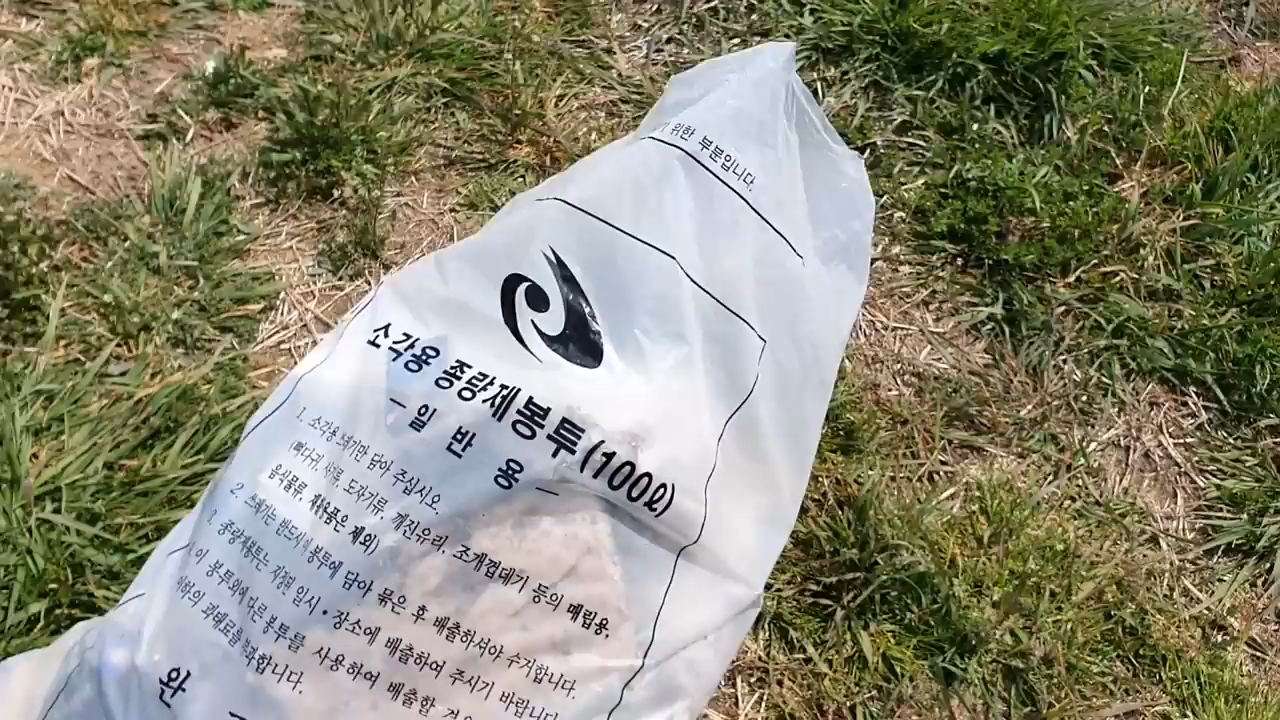 위한 부분입니다.
소각용 종량제봉투(100ℓ)
－일 반 용－
1. 소각용 쓰레기만 담아 주십시오.
(뼈다귀, 사기류, 도자기류, 깨진유리, 조개껍데기 등의 매립용,
음식물류, 재활용품은 제외)
2. 쓰레기는 반드시 이 봉투에 담아 묶은 후 배출하셔야 수거합니다.
3. 종량제봉투는 지정된 일시·장소에 배출하여 주시기 바랍니다
이 봉투외에 다른 봉투를 사용하여 배출할
이하의 과태료를 부과합니다.
완